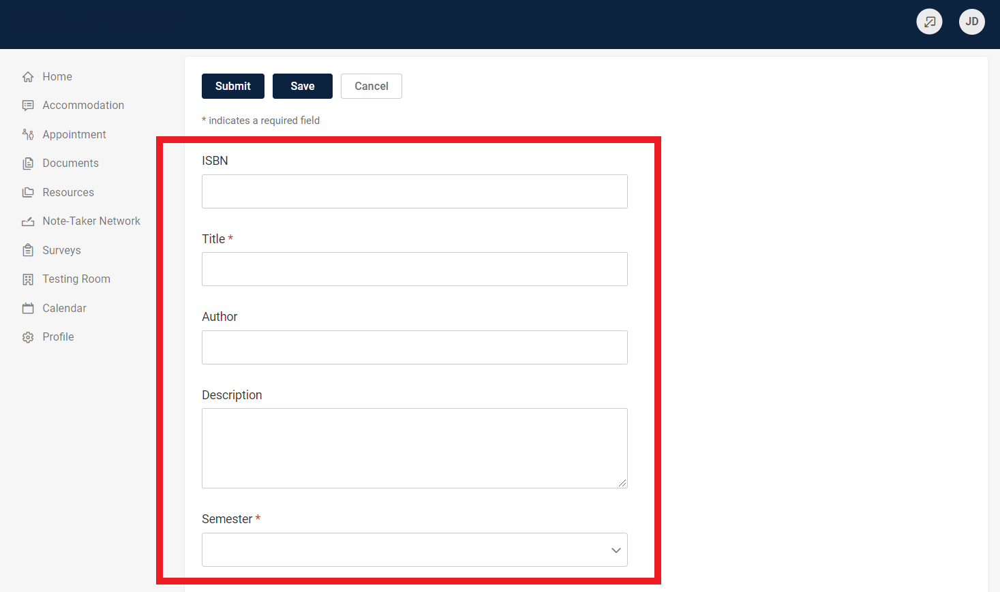 JD
Home
Accommodation
Appointment
Documents
Resources
Note-Taker Network
Surveys
Testing Room
Calendar
Profile
Submit Save Cancel
* indicates a required field
ISBN
Title *
Author
Description
Semester *